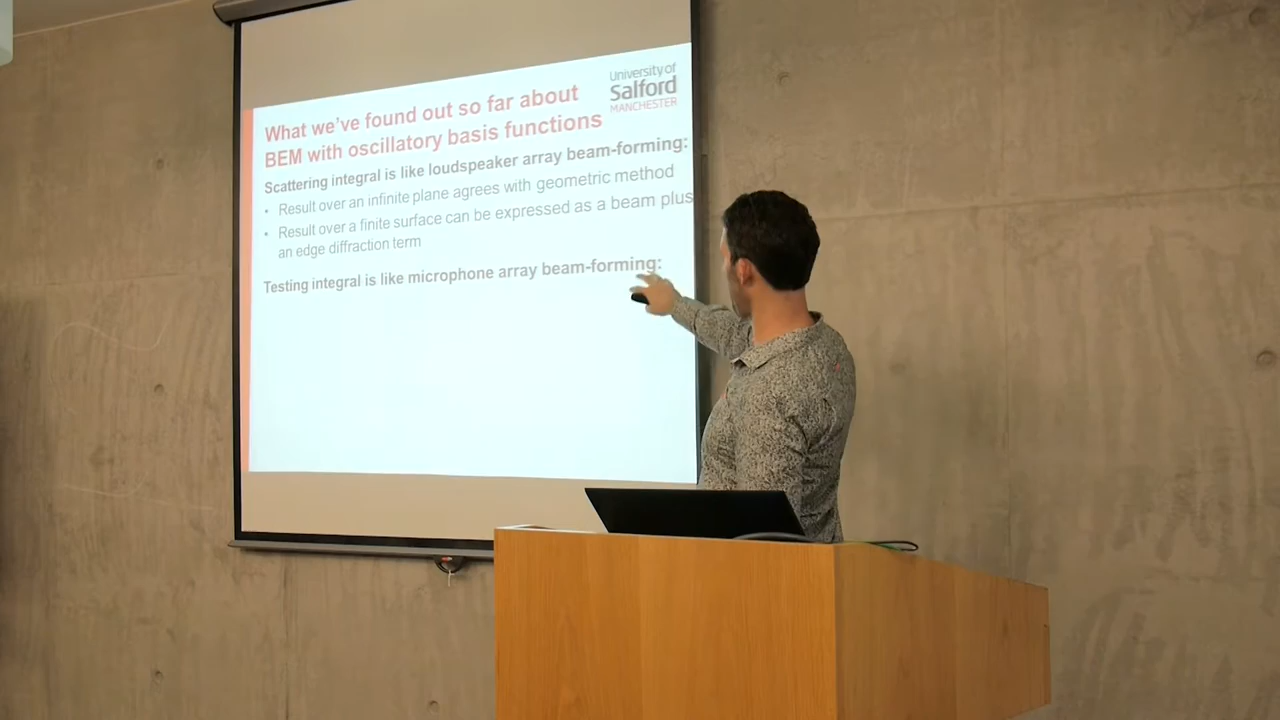 University of
Salford
MANCHESTER
What we've found out so far about
BEM with oscillatory basis functions
Scattering integral is like loudspeaker array beam-forming:
• Result over an infinite plane agrees with geometric method
• Result over a finite surface can be expressed as a beam plus
an edge diffraction term
Testing integral is like microphone array beam-forming: